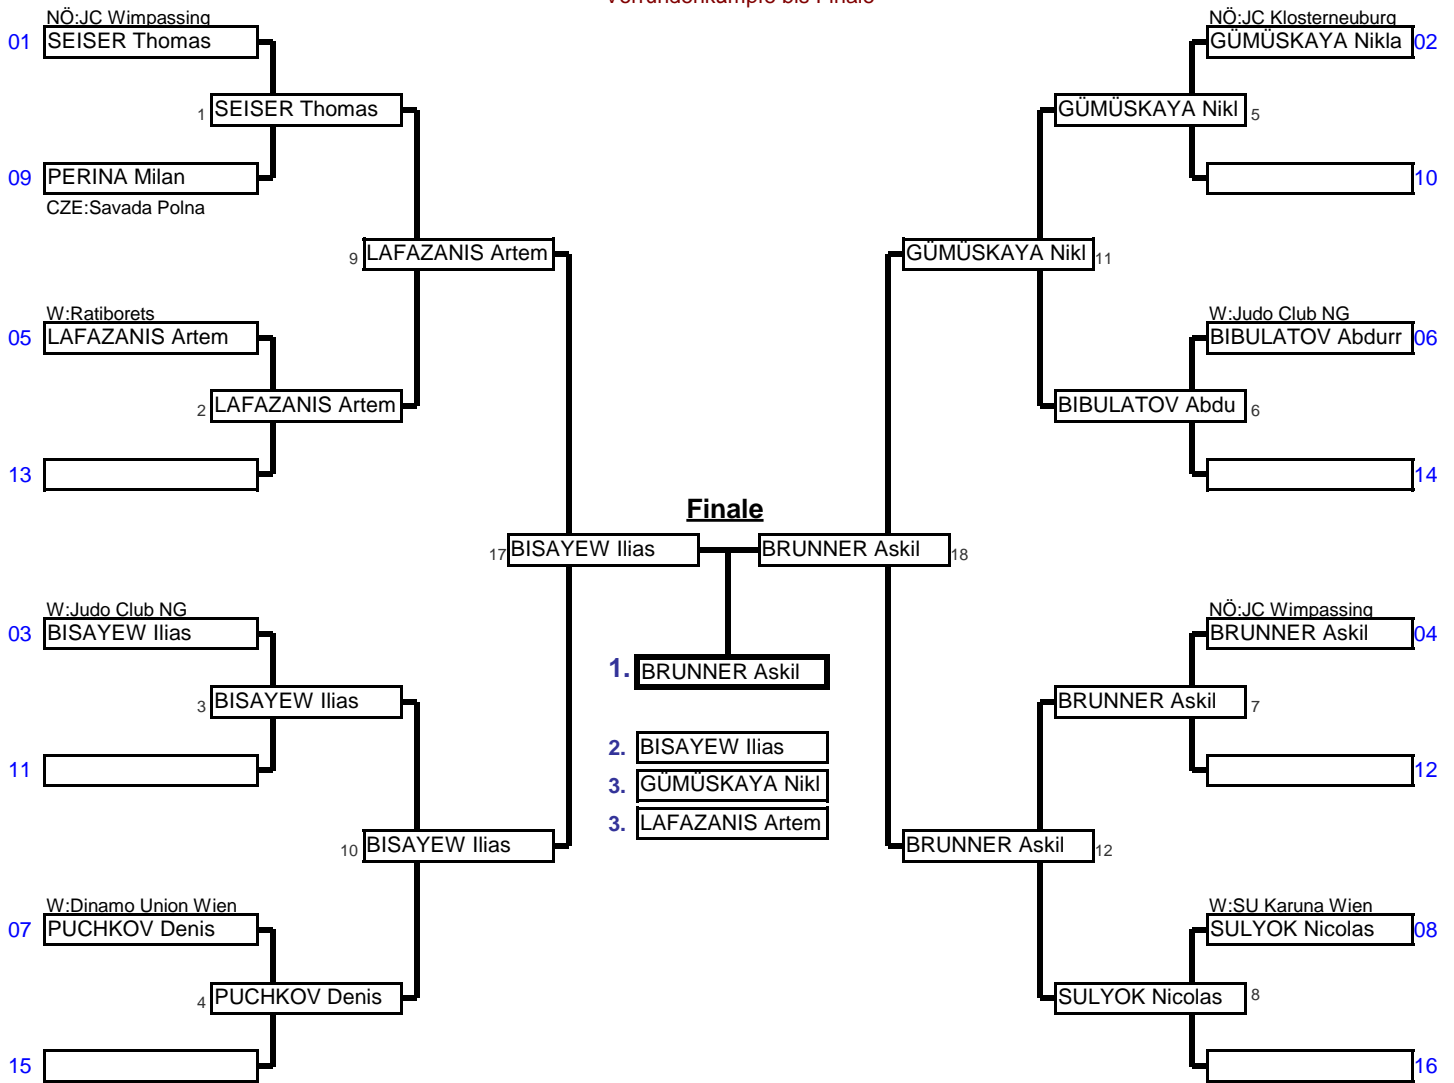 Vorrundenkämpfe bis Finale
NÖ:JC Wimpassing
01 SEISER Thomas
1 SEISER Thomas
09 PERINA Milan
CZE:Savada Polna
9 LAFAZANIS Artem
W:Ratiborets
05 LAFAZANIS Artem
2 LAFAZANIS Artem
13
17 BISAYEW Ilias
W:Judo Club NG
03 BISAYEW Ilias
3 BISAYEW Ilias
11
10 BISAYEW Ilias
W:Dinamo Union Wien
07 PUCHKOV Denis
4 PUCHKOV Denis
15
Finale
1. BRUNNER Askil
2. BISAYEW Ilias
3. GÜMÜSKAYA Nikl
3. LAFAZANIS Artem
NÖ:JC Klosterneuburg
GÜMÜSKAYA Nikla 02
GÜMÜSKAYA Nikl 5
10
GÜMÜSKAYA Nikl 11
W:Judo Club NG
BIBULATOV Abdurr 06
BIBULATOV Abdu 6
14
BRUNNER Askil 18
NÖ:JC Wimpassing
BRUNNER Askil 04
BRUNNER Askil 7
12
BRUNNER Askil 12
W:SU Karuna Wien
SULYOK Nicolas 08
SULYOK Nicolas 8
16